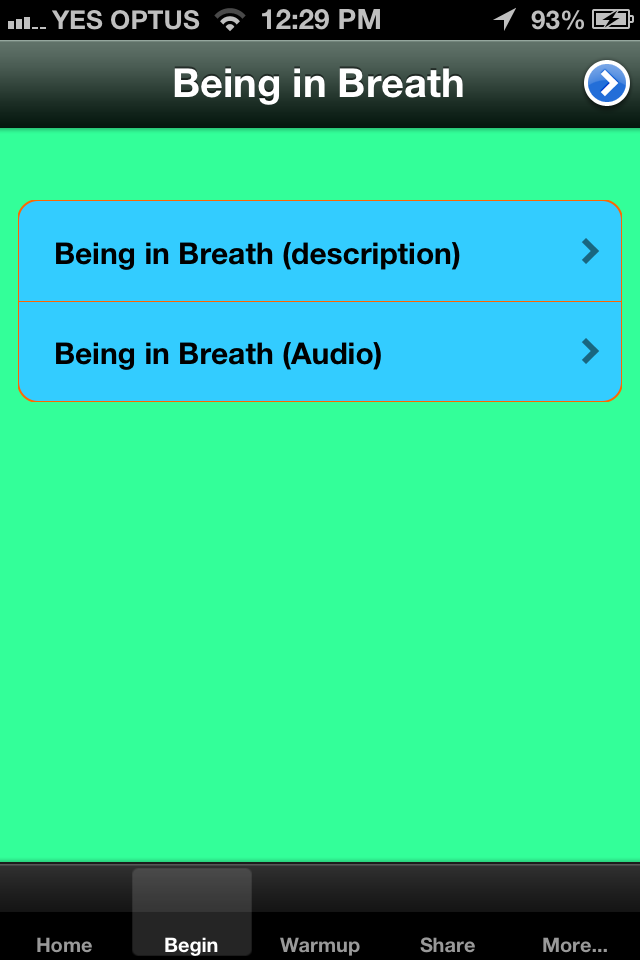 YES OPTUS 12:29 PM 93%
Being in Breath
Being in Breath (description)
Being in Breath (Audio)
Home Begin Warmup Share More...